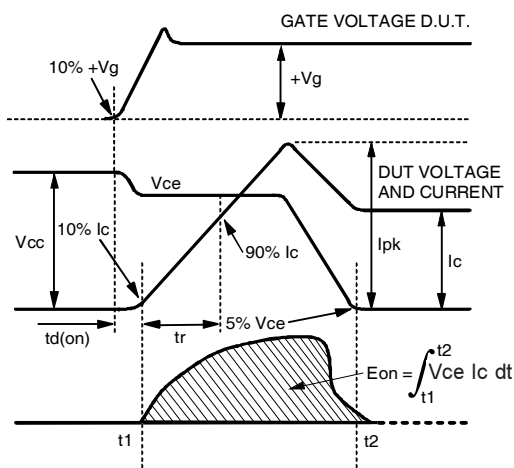 GATE VOLTAGE D.U.T.
10% +Vg
+Vg
Vce
DUT VOLTAGE
AND CURRENT
Vcc
10% Ic
90% Ic
Ipk
Ic
td(on)
tr
5% Vce
Eon = ∫ Vce Ic dt
t2
t1
t1
t2